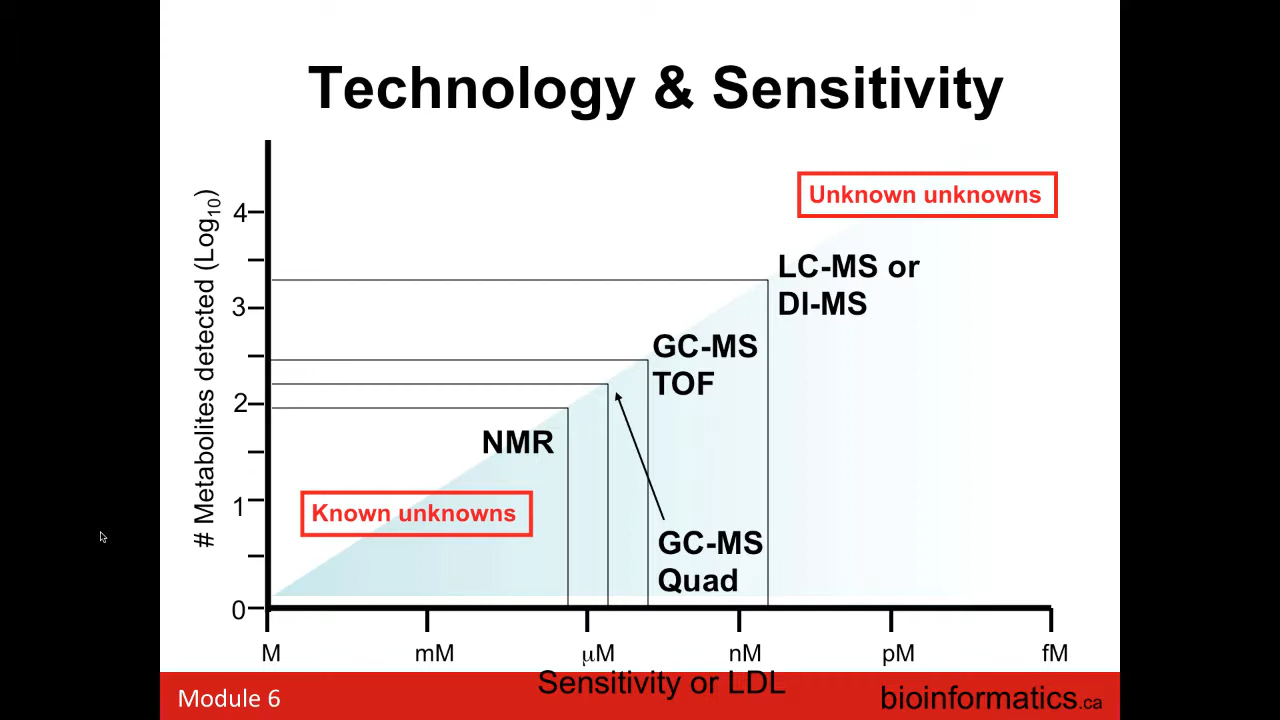 Technology & Sensitivity
Unknown unknowns
# Metabolites detected (Log10)
4
3
2
1
0
LC-MS or
DI-MS
GC-MS
TOF
NMR
Known unknowns
GC-MS
Quad
M mM μM nM pM fM
Sensitivity or LDL
Module 6
bioinformatics.ca